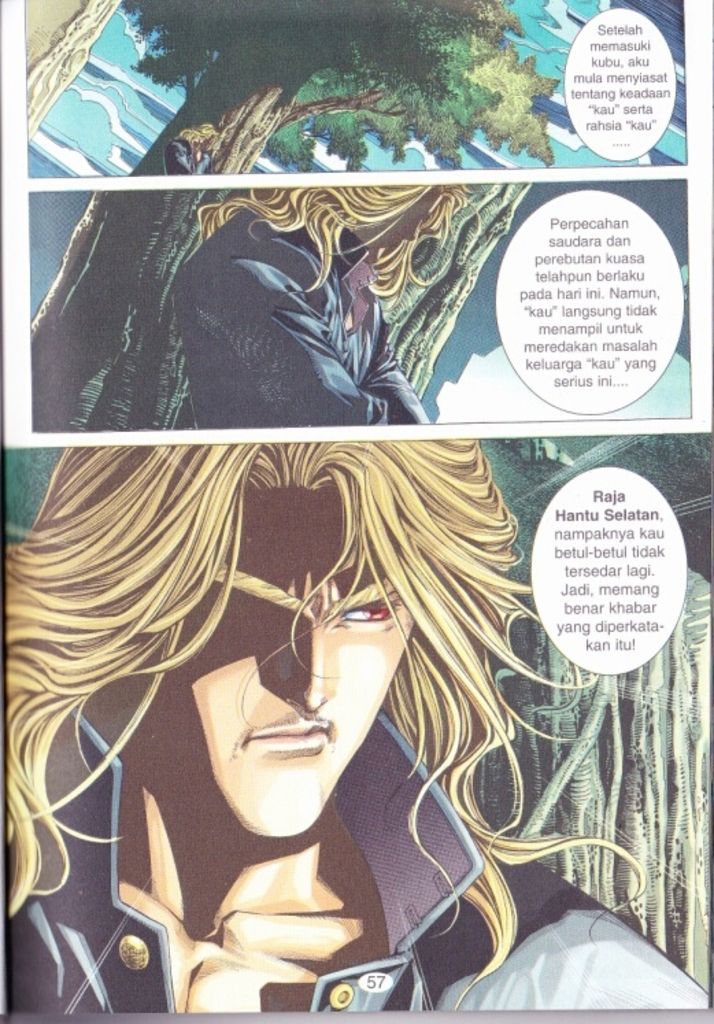 Setelah
memasuki
kubu, aku
mula menyiasat
tentang keadaan
“kau” serta
rahsia “kau”
.....
Perpecahan
saudara dan
perebutan kuasa
telahpun berlaku
pada hari ini. Namun,
“kau” langsung tidak
menampil untuk
meredakan masalah
keluarga “kau” yang
serius ini....
Raja
Hantu Selatan,
nampaknya kau
betul-betul tidak
tersedar lagi.
Jadi, memang
benar khabar
yang diperkata-
kan itu!
57